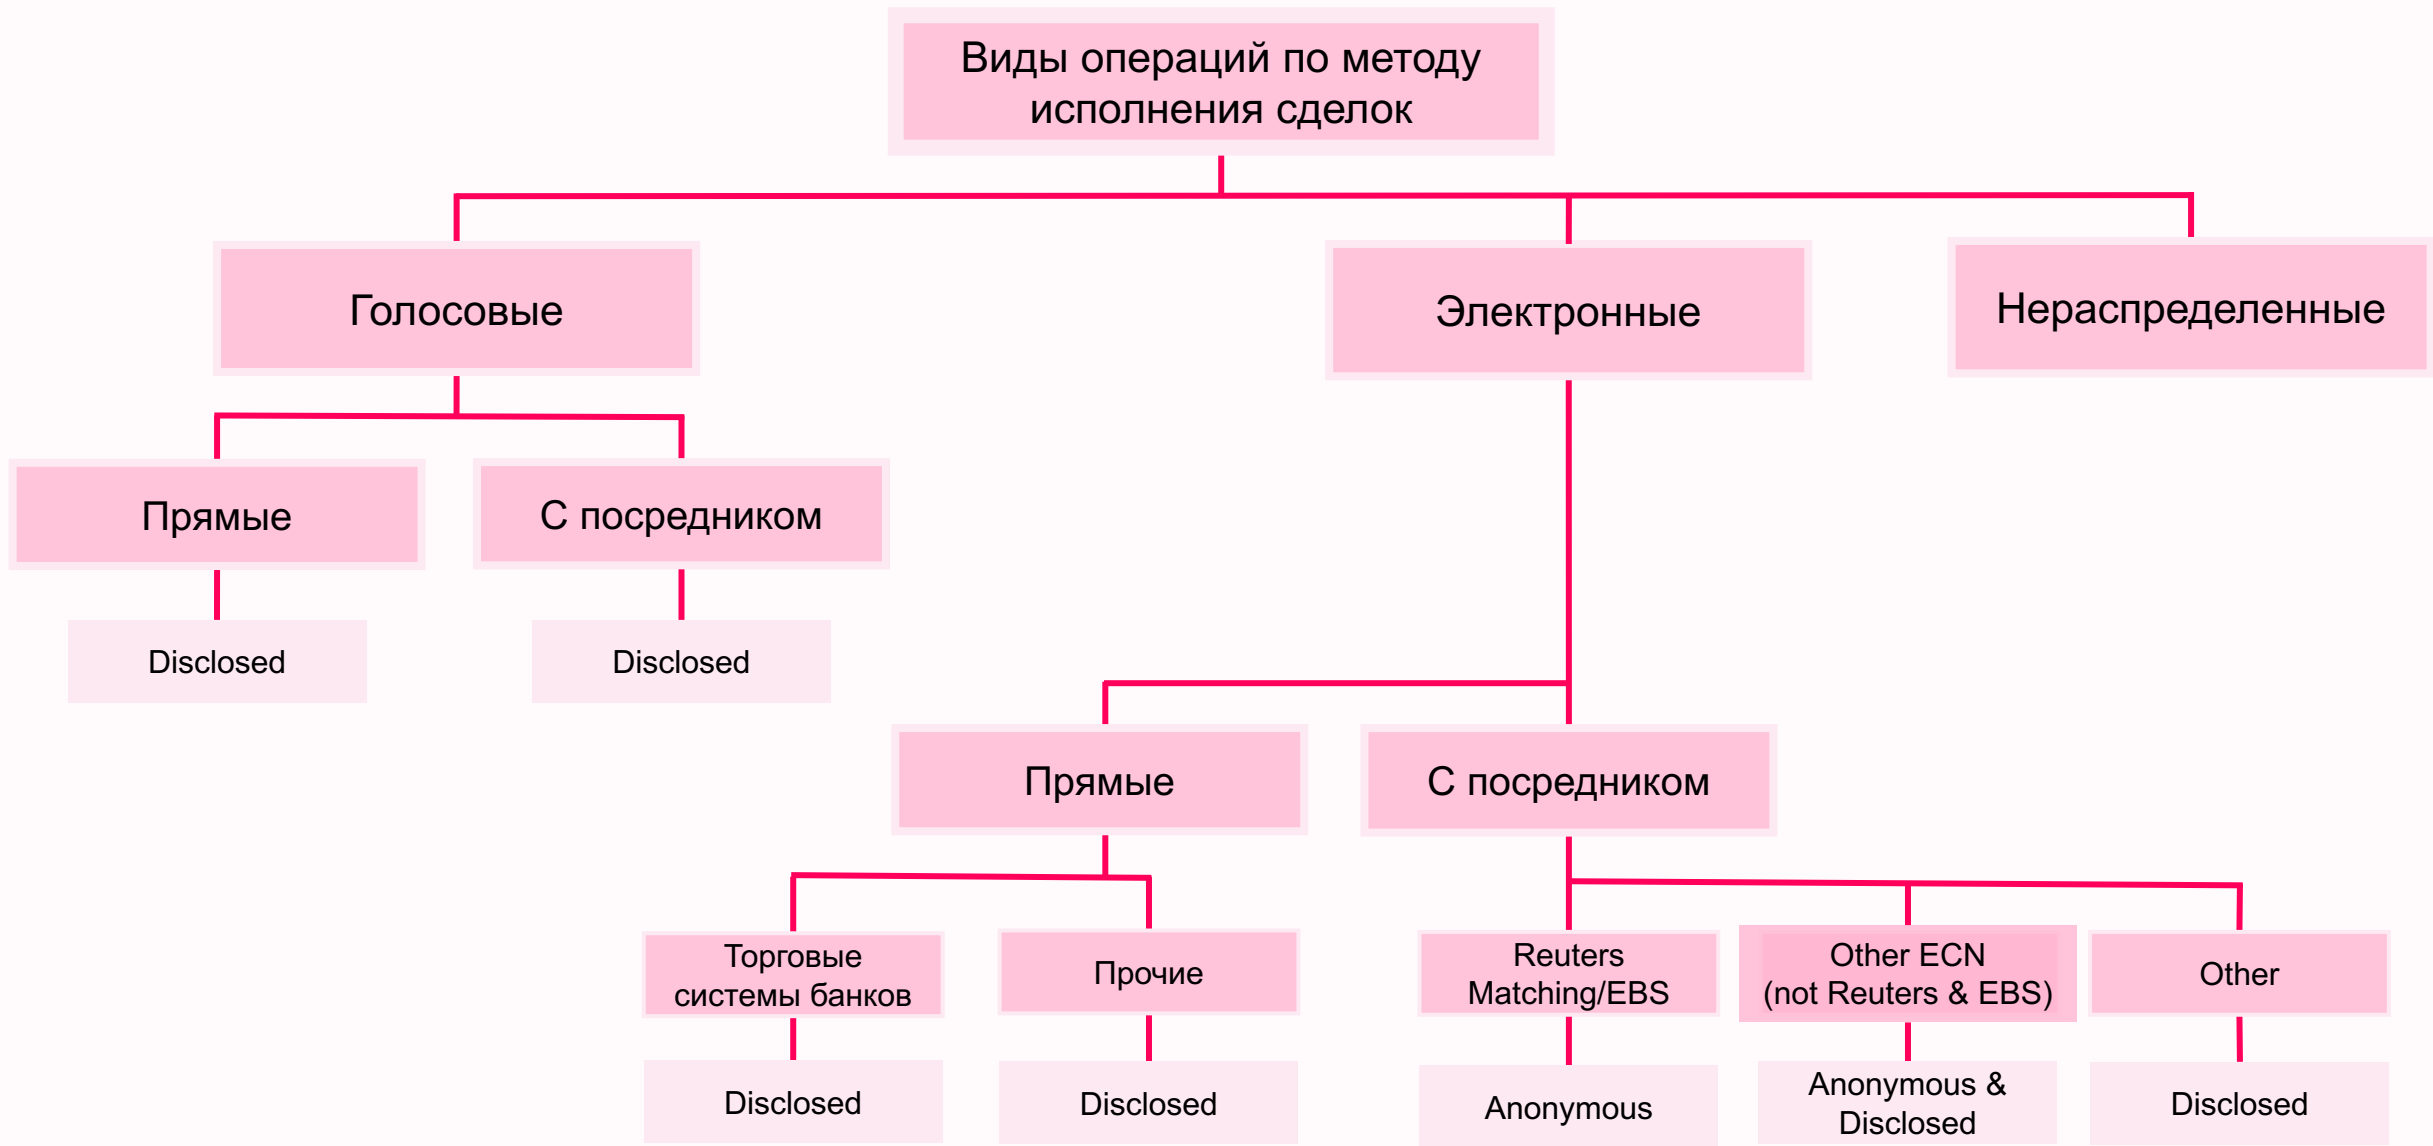 Виды операций по методу
исполнения сделок
Голосовые
Электронные
Нераспределенные
Прямые
С посредником
Disclosed
Disclosed
Прямые
С посредником
Торговые
системы банков
Прочие
Reuters
Matching/EBS
Other ECN
(not Reuters & EBS)
Other
Disclosed
Disclosed
Anonymous
Anonymous &
Disclosed
Disclosed